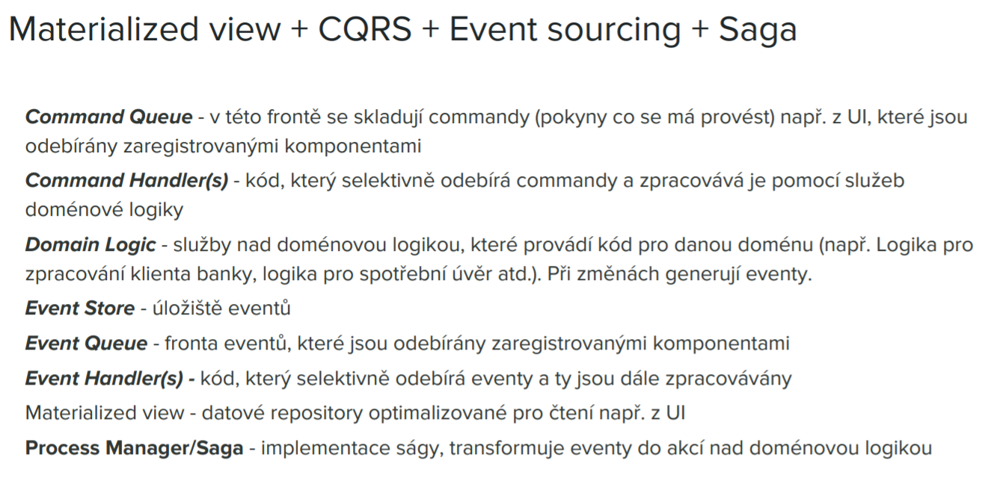 Materialized view + CQRS + Event sourcing + Saga
Command Queue - v této frontě se skladují commandy (pokyny co se má provést) např. z UI, které jsou
odebírány zaregistrovanými komponentami
Command Handler(s) - kód, který selektivně odebírá commandy a zpracovává je pomocí služeb
doménové logiky
Domain Logic - služby nad doménovou logikou, které provádí kód pro danou doménu (např. Logika pro
zpracování klienta banky, logika pro spotřební úvěr atd.). Při změnách generují eventy.
Event Store - úložiště eventů
Event Queue - fronta eventů, které jsou odebírány zaregistrovanými komponentami
Event Handler(s) - kód, který selektivně odebírá eventy a ty jsou dále zpracovávány
Materialized view - datové repository optimalizované pro čtení např. z UI
Process Manager/Saga - implementace ságy, transformuje eventy do akcí nad doménovou logikou